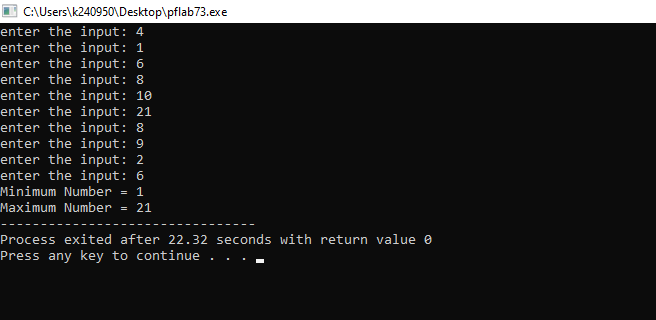 C:\Users\k240950\Desktop\pflab73.exe
enter the input: 4
enter the input: 1
enter the input: 6
enter the input: 8
enter the input: 10
enter the input: 21
enter the input: 8
enter the input: 9
enter the input: 2
enter the input: 6
Minimum Number = 1
Maximum Number = 21
--------------------------------
Process exited after 22.32 seconds with return value 0
Press any key to continue . . .